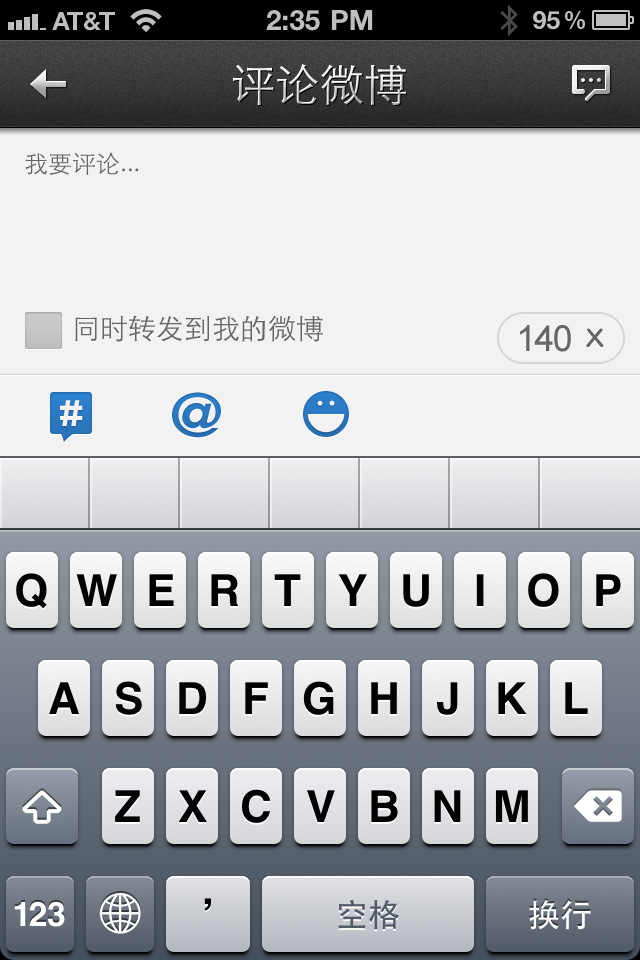 AT&T 2:35 PM 95%
评论微博
我要评论...
同时转发到我的微博
140 ×
# @
Q W E R T Y U I O P
A S D F G H J K L
Z X C V B N M
123 ， 空格 换行